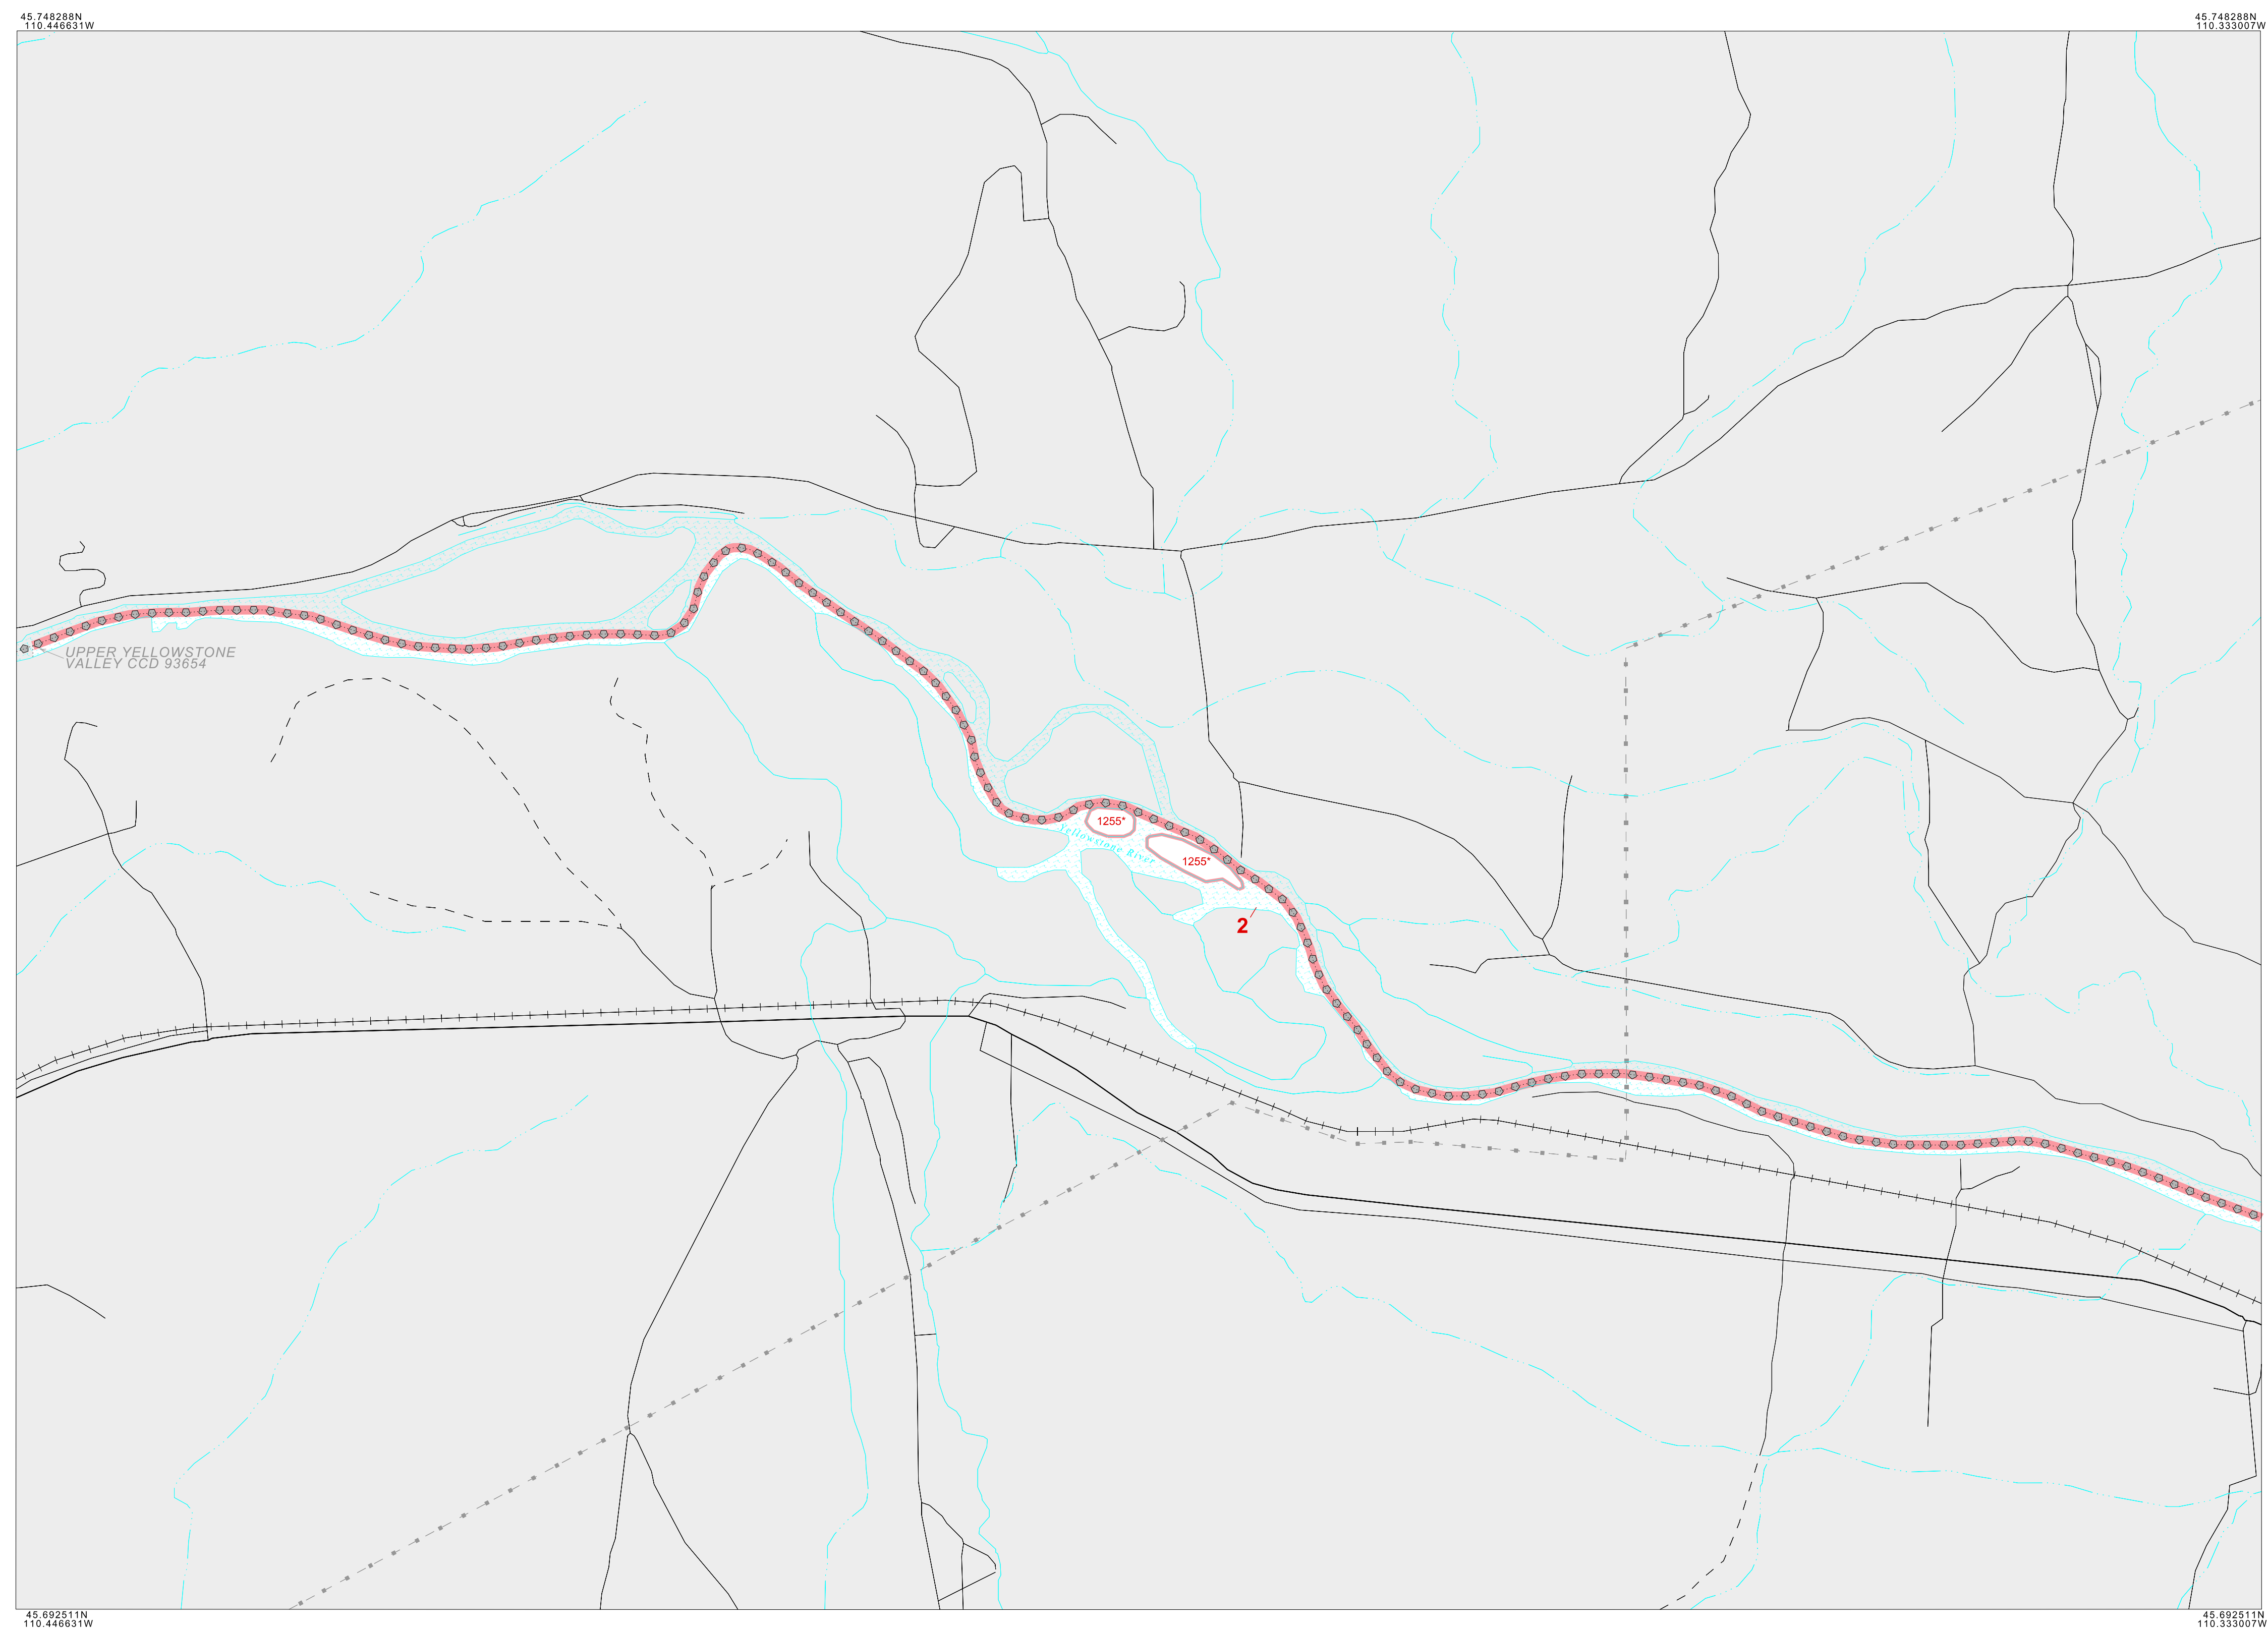 45.748288N
110.446631W
45.748288N
110.333007W
UPPER YELLOWSTONE
VALLEY CCD 93654
1255*
Yellowstone River
1255*
2
45.692511N
110.446631W
45.692511N
110.333007W